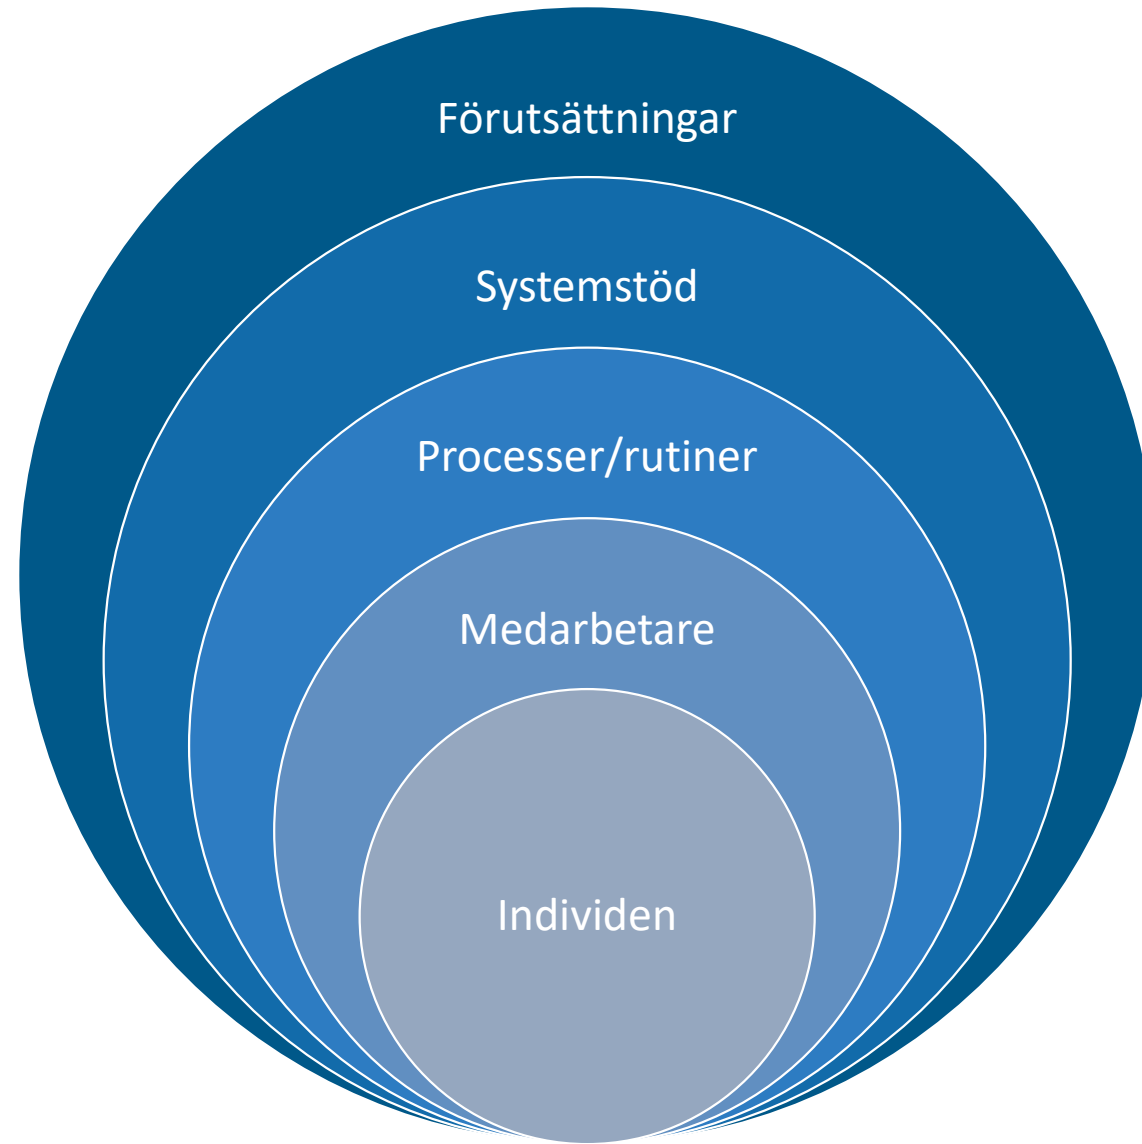 Förutsättningar
Systemstöd
Processer/rutiner
Medarbetare
Individen